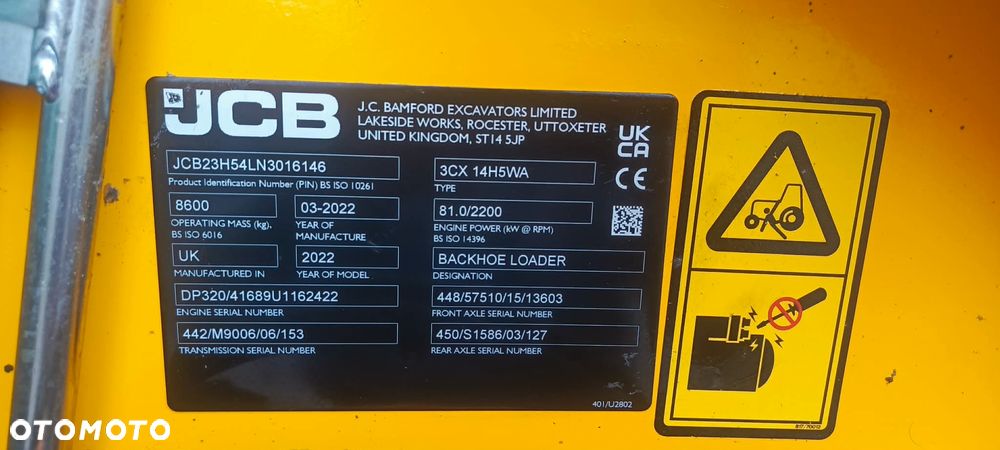 JCB
J.C. BAMFORD EXCAVATORS LIMITED
LAKESIDE WORKS, ROCESTER, UTTOXETER
UNITED KINGDOM, ST14 5JP
UK
CA
CE
JCB23H54LN3016146
Product Identification Number (PIN) BS ISO 10261
3CX 14H5WA
TYPE
8600
OPERATING MASS (kg),
BS ISO 6016
03-2022
YEAR OF
MANUFACTURE
81.0/2200
ENGINE POWER (kW @ RPM)
BS ISO 14396
UK
MANUFACTURED IN
2022
YEAR OF MODEL
BACKHOE LOADER
DESIGNATION
DP320/41689U1162422
ENGINE SERIAL NUMBER
448/57510/15/13603
FRONT AXLE SERIAL NUMBER
442/M9006/06/153
TRANSMISSION SERIAL NUMBER
450/S1586/03/127
REAR AXLE SERIAL NUMBER
401/U2802
817/70012
OTOMOTO